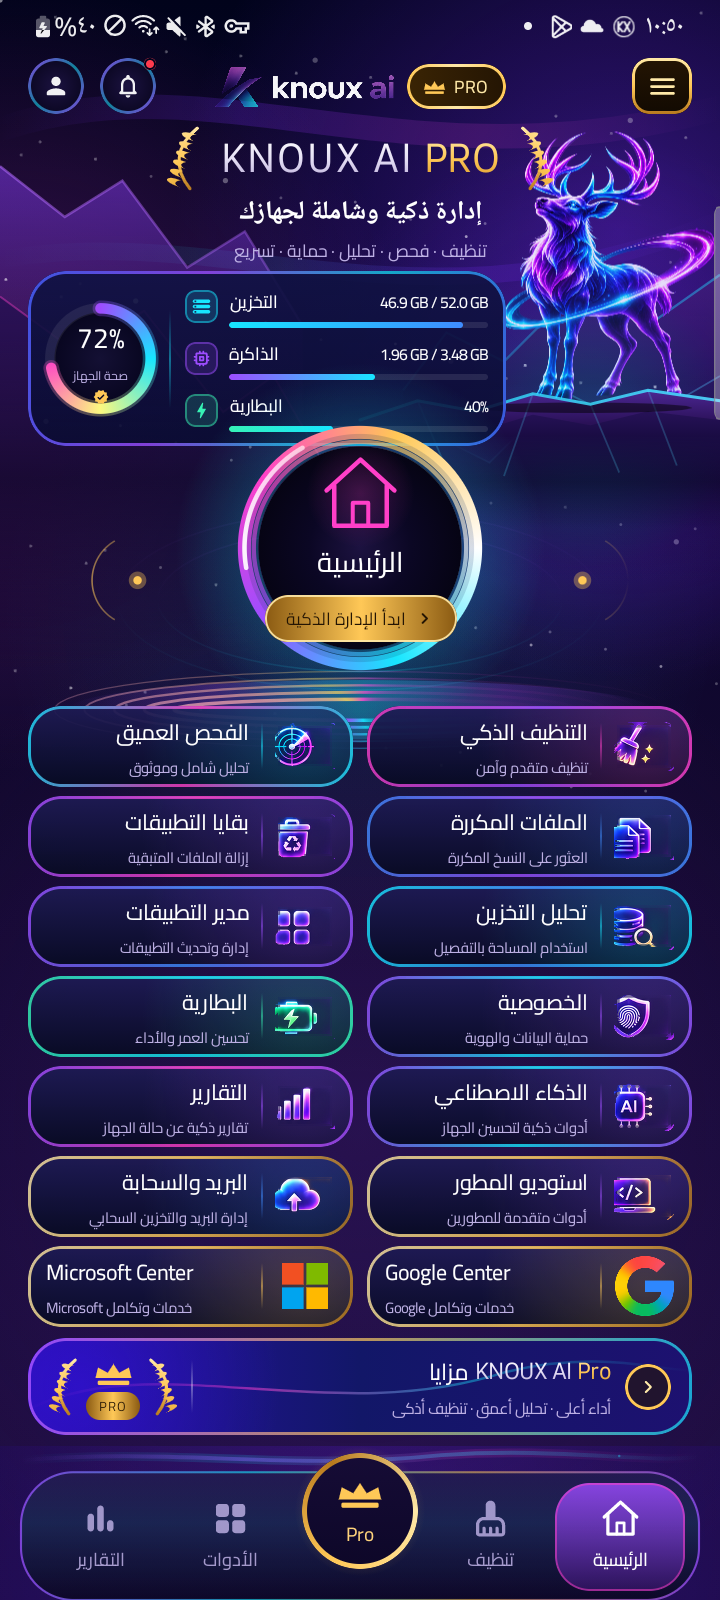 %٤٠
١٠:٥٠
knoux ai
PRO
KNOUX AI PRO
إدارة ذكية وشاملة لجهازك
تنظيف · فحص · تحليل · حماية · تسريع
72%
صحة الجهاز
التخزين 46.9 GB / 52.0 GB
الذاكرة 1.96 GB / 3.48 GB
البطارية 40%
الرئيسية
ابدأ الإدارة الذكية
التنظيف الذكي
تنظيف متقدم وآمن
الفحص العميق
تحليل شامل وموثوق
الملفات المكررة
العثور على النسخ المكررة
بقايا التطبيقات
إزالة الملفات المتبقية
تحليل التخزين
استخدام المساحة بالتفصيل
مدير التطبيقات
إدارة وتحديث التطبيقات
الخصوصية
حماية البيانات والهوية
البطارية
تحسين العمر والأداء
الذكاء الاصطناعي
أدوات ذكية لتحسين الجهاز
التقارير
تقارير ذكية عن حالة الجهاز
استوديو المطور
أدوات متقدمة للمطورين
البريد والسحابة
إدارة البريد والتخزين السحابي
Google Center
خدمات وتكامل Google
Microsoft Center
خدمات وتكامل Microsoft
مزايا KNOUX AI Pro
أداء أعلى · تحليل أعمق · تنظيف أذكى
PRO
الرئيسية
تنظيف
Pro
الأدوات
التقارير